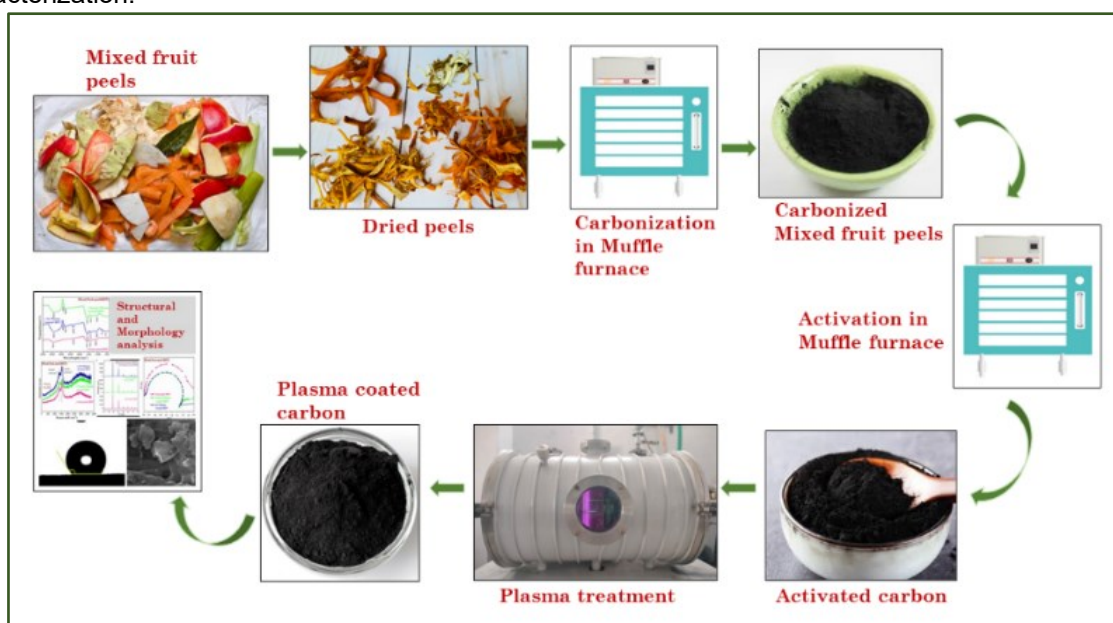 Mixed fruit
peels
Dried peels
Carbonization
in Muffle
furnace
Carbonized
Mixed fruit peels
Activation in
Muffle furnace
Activated carbon
Plasma treatment
Plasma coated
carbon
Structural
and
Morphology
analysis